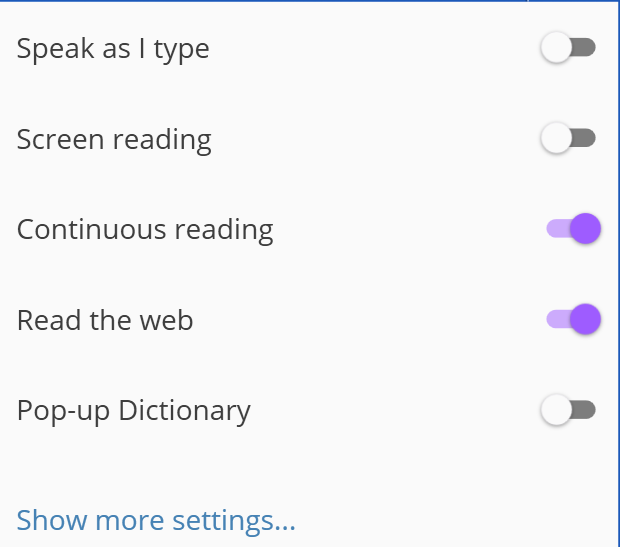 Speak as I type
Screen reading
Continuous reading
Read the web
Pop-up Dictionary
Show more settings...